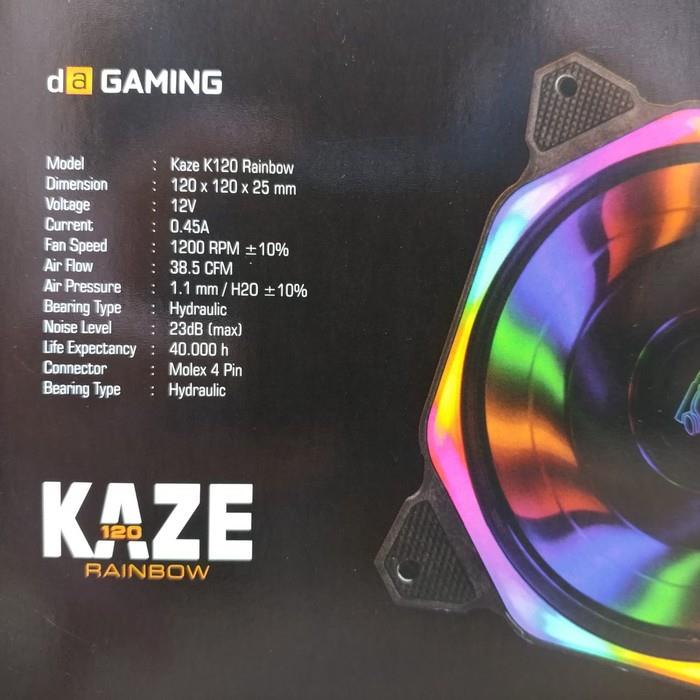 da GAMING
Model : Kaze K120 Rainbow
Dimension : 120 x 120 x 25 mm
Voltage : 12V
Current : 0.45A
Fan Speed : 1200 RPM ±10%
Air Flow : 38.5 CFM
Air Pressure : 1.1 mm / H2O ±10%
Bearing Type : Hydraulic
Noise Level : 23dB (max)
Life Expectancy : 40.000 h
Connector : Molex 4 Pin
Bearing Type : Hydraulic
KAZE
120
RAINBOW